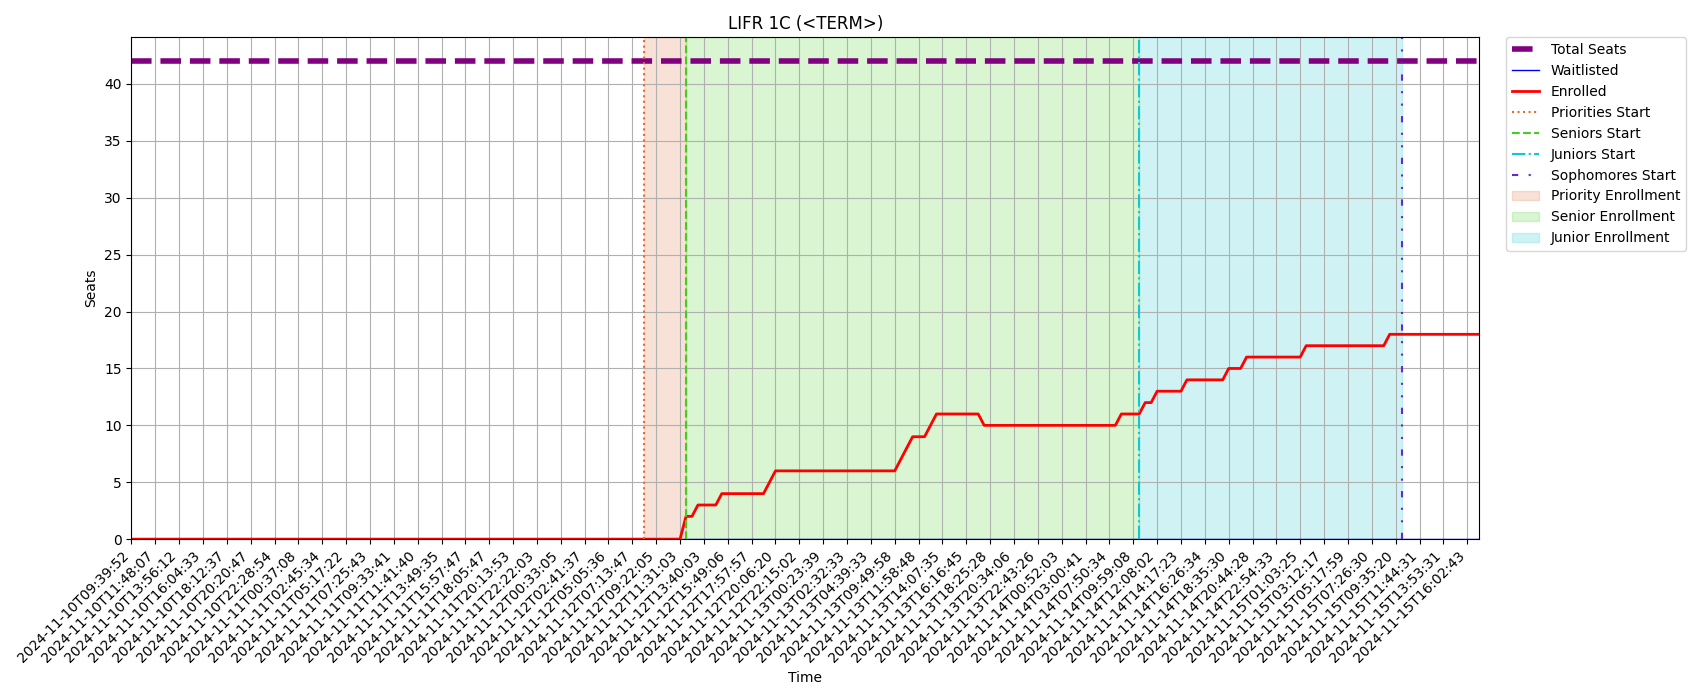 LIFR 1C (<TERM>)
Total Seats
Waitlisted
Enrolled
Priorities Start
Seniors Start
Juniors Start
Sophomores Start
Priority Enrollment
Senior Enrollment
Junior Enrollment
Seats
40
35
30
25
20
15
10
5
0
2024-11-10T09:39:52
2024-11-10T11:48:07
2024-11-10T13:56:12
2024-11-10T16:04:33
2024-11-10T18:12:37
2024-11-10T20:20:47
2024-11-10T22:28:54
2024-11-11T00:37:08
2024-11-11T02:45:34
2024-11-11T05:17:22
2024-11-11T07:25:43
2024-11-11T09:33:41
2024-11-11T11:41:40
2024-11-11T13:49:35
2024-11-11T15:57:47
2024-11-11T18:05:47
2024-11-11T20:13:53
2024-11-11T22:22:03
2024-11-12T00:33:05
2024-11-12T02:41:37
2024-11-12T05:05:36
2024-11-12T07:13:47
2024-11-12T09:22:05
2024-11-12T11:31:03
2024-11-12T13:40:03
2024-11-12T15:49:06
2024-11-12T17:57:57
2024-11-12T20:06:20
2024-11-12T22:15:02
2024-11-13T00:23:39
2024-11-13T02:32:33
2024-11-13T04:39:33
2024-11-13T09:49:58
2024-11-13T11:58:48
2024-11-13T14:07:35
2024-11-13T16:16:45
2024-11-13T18:25:28
2024-11-13T20:34:06
2024-11-13T22:43:26
2024-11-14T00:52:03
2024-11-14T03:00:41
2024-11-14T07:50:34
2024-11-14T09:59:08
2024-11-14T12:08:02
2024-11-14T14:17:23
2024-11-14T16:26:34
2024-11-14T18:35:30
2024-11-14T20:44:28
2024-11-14T22:54:33
2024-11-15T01:03:25
2024-11-15T03:12:17
2024-11-15T05:17:59
2024-11-15T07:26:30
2024-11-15T09:35:20
2024-11-15T11:44:31
2024-11-15T13:53:31
2024-11-15T16:02:43
Time